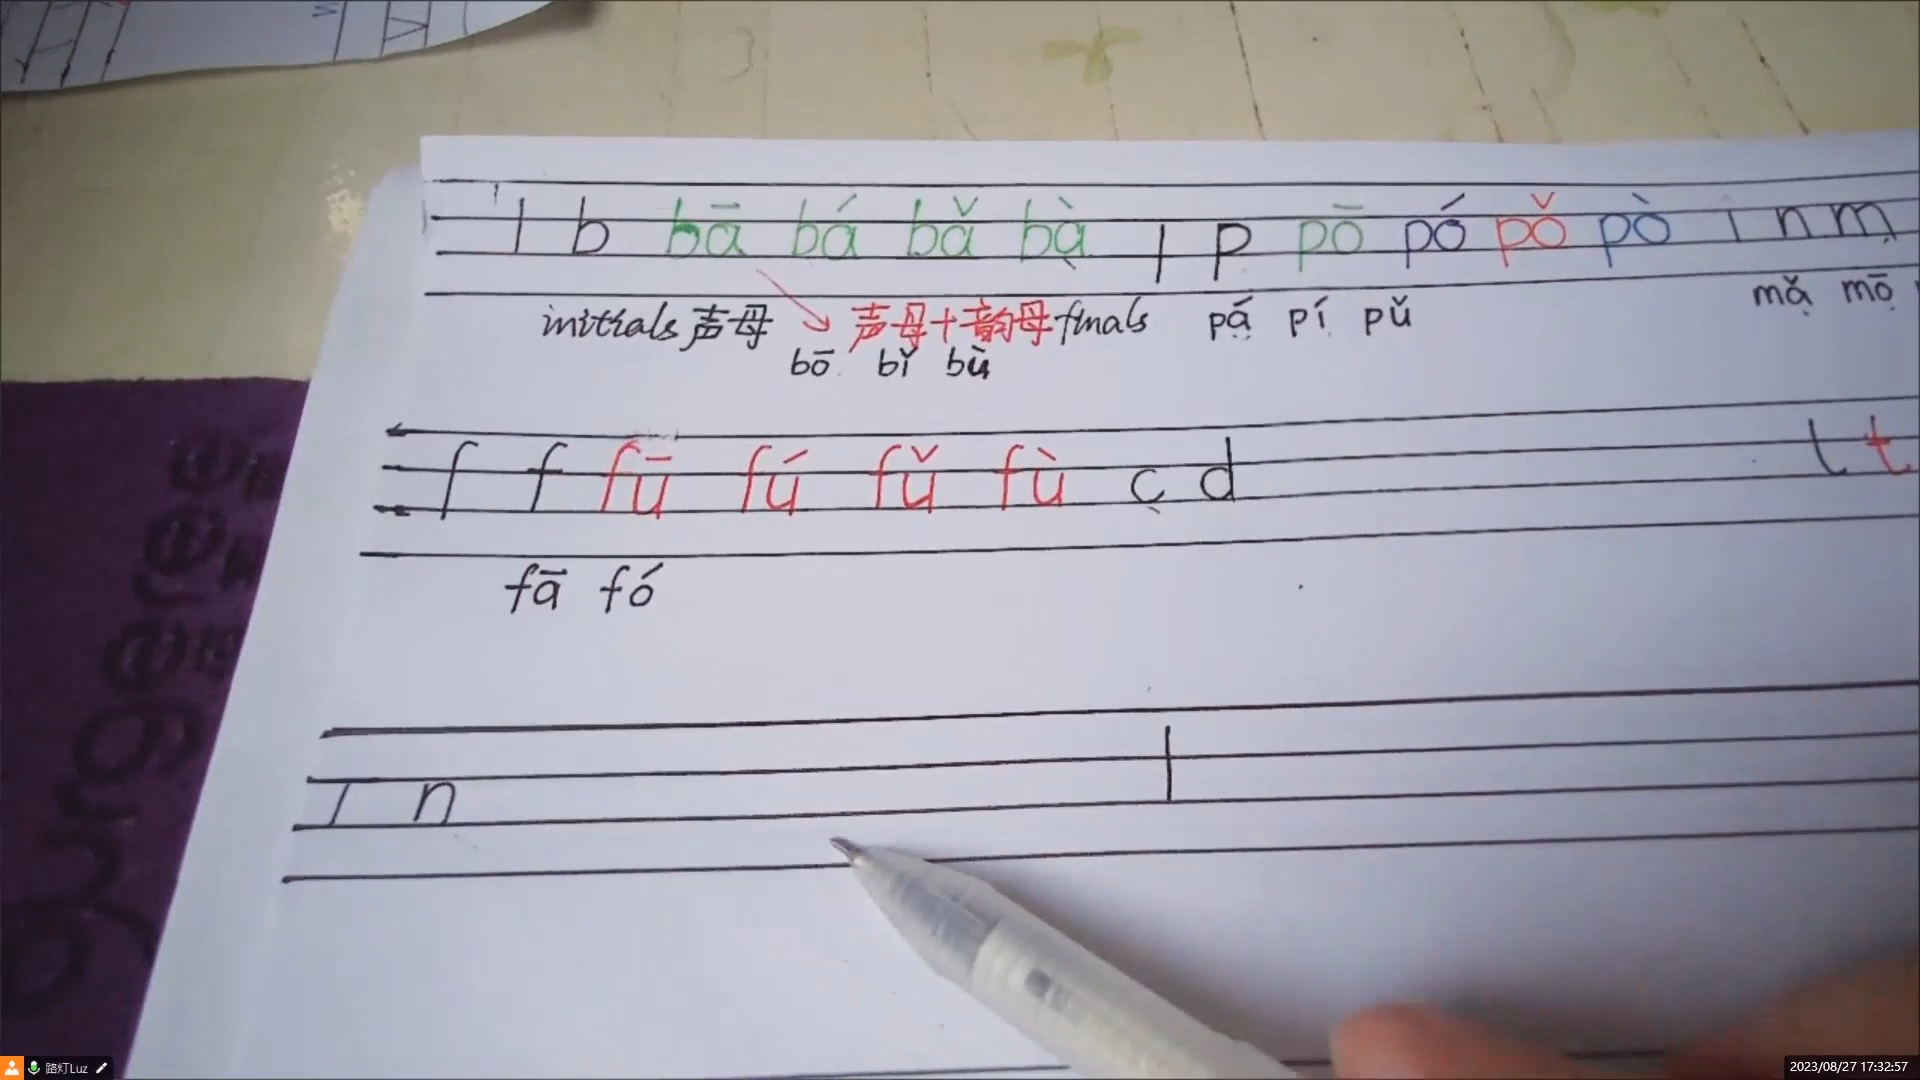 l b bā bá bǎ bà l p pō pó pǒ pò ı n m
initials 声母 声母+韵母 finals pá pí pǔ mǎ mō
bō bǐ bù
f f fū fú fǔ fù c d l t
fā fó
ı n l
路灯Luz
2023/08/27 17:32:57